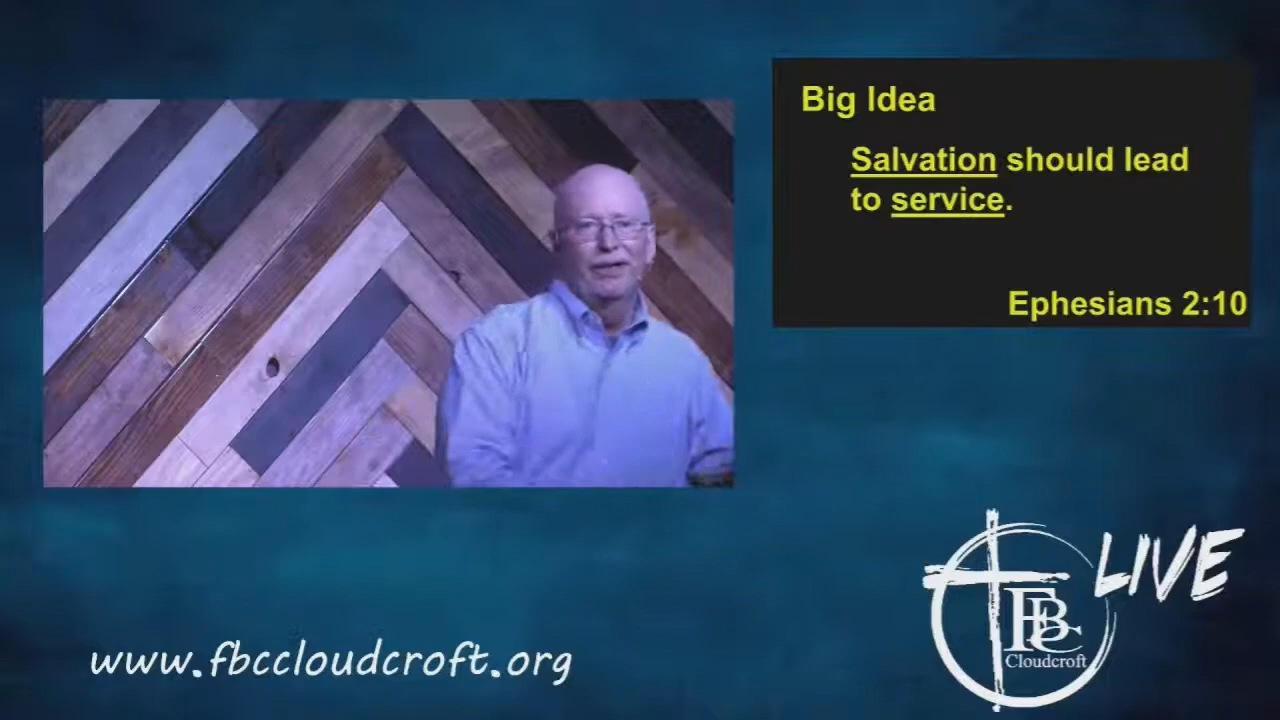 Big Idea
Salvation should lead
to service.
Ephesians 2:10
LIVE
FBC
Cloudcroft
www.fbccloudcroft.org